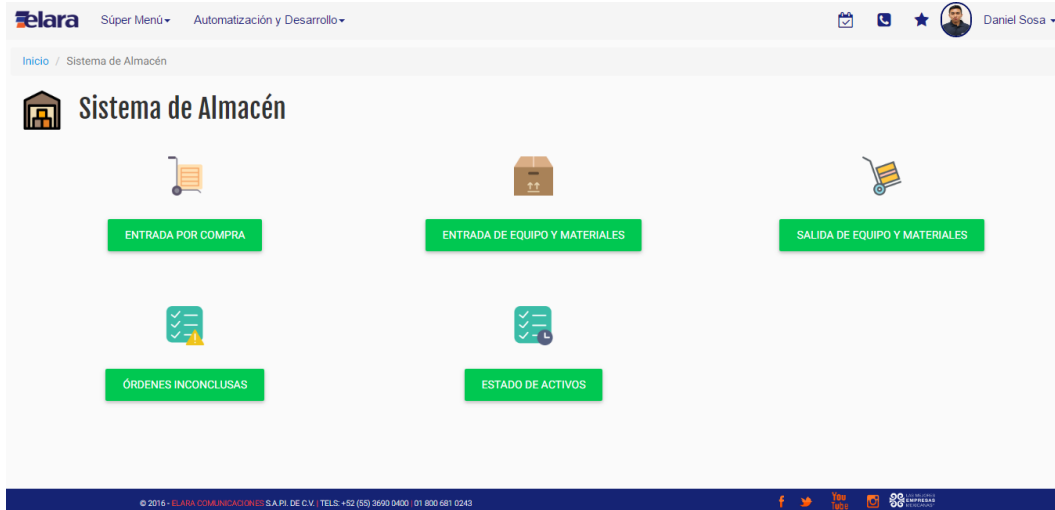 elara Súper Menú Automatización y Desarrollo Daniel Sosa
Inicio / Sistema de Almacén
Sistema de Almacén
ENTRADA POR COMPRA ENTRADA DE EQUIPO Y MATERIALES SALIDA DE EQUIPO Y MATERIALES
ÓRDENES INCONCLUSAS ESTADO DE ACTIVOS
© 2016 - ELARA COMUNICACIONES S.A.P.I. DE C.V. | TELS: +52 (55) 3690 0400 | 01 800 681 0243 You Tube
EMPRESAS